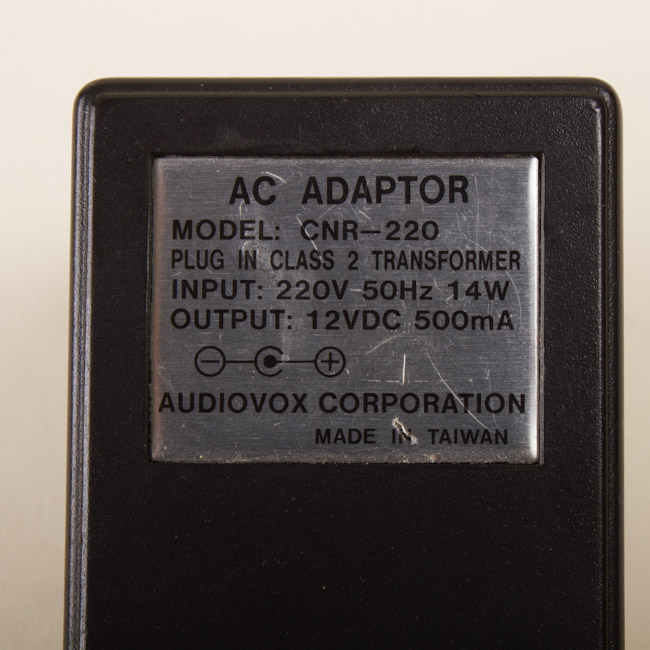 AC ADAPTOR
MODEL: CNR-220
PLUG IN CLASS 2 TRANSFORMER
INPUT: 220V 50Hz 14W
OUTPUT: 12VDC 500mA
AUDIOVOX CORPORATION
MADE IN TAIWAN